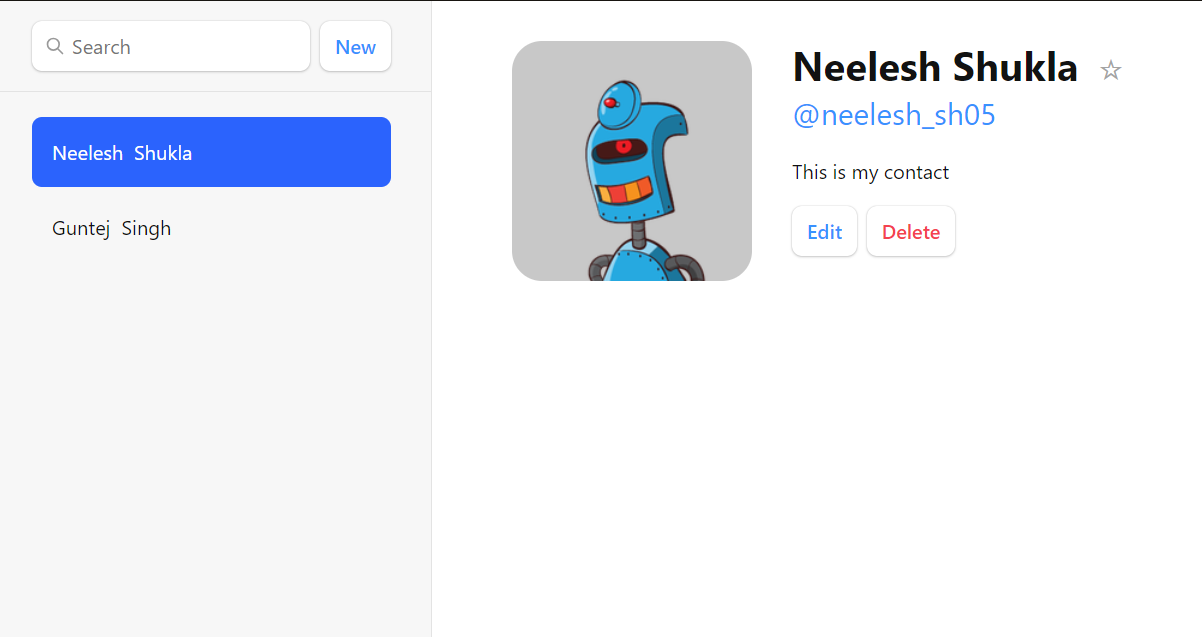 Search
New
Neelesh Shukla
Guntej Singh
Neelesh Shukla ☆
@neelesh_sh05
This is my contact
Edit
Delete